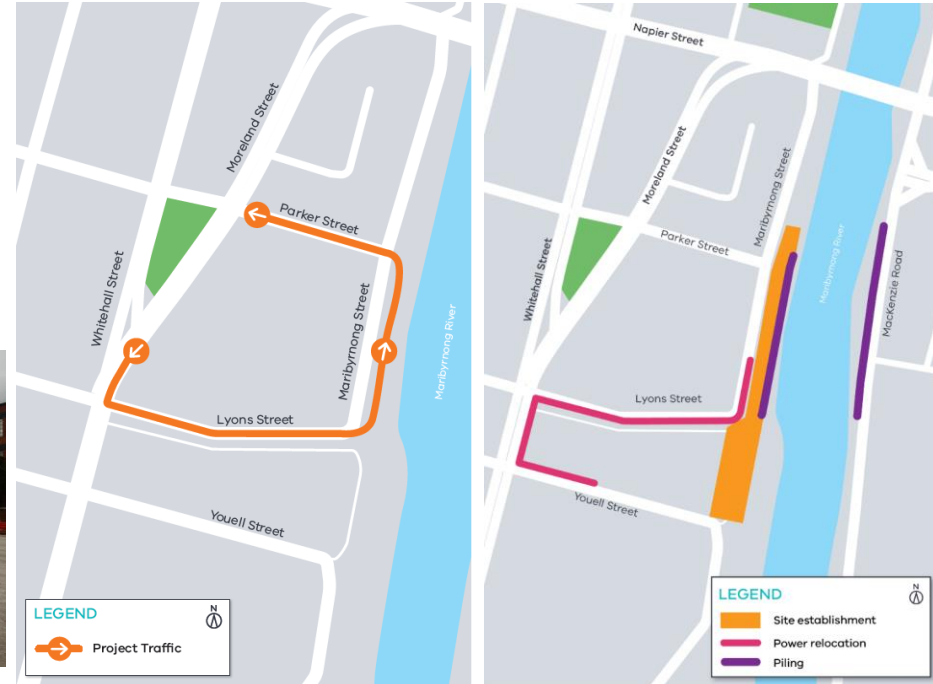 Moreland Street
Parker Street
Whitehall Street
Maribyrnong Street
Maribyrnong River
Lyons Street
Youell Street
LEGEND
N
Project Traffic
Napier Street
Moreland Street
Maribyrnong Street
Parker Street
Maribyrnong River
Whitehall Street
MacKenzie Road
Lyons Street
Youell Street
LEGEND
N
Site establishment
Power relocation
Piling